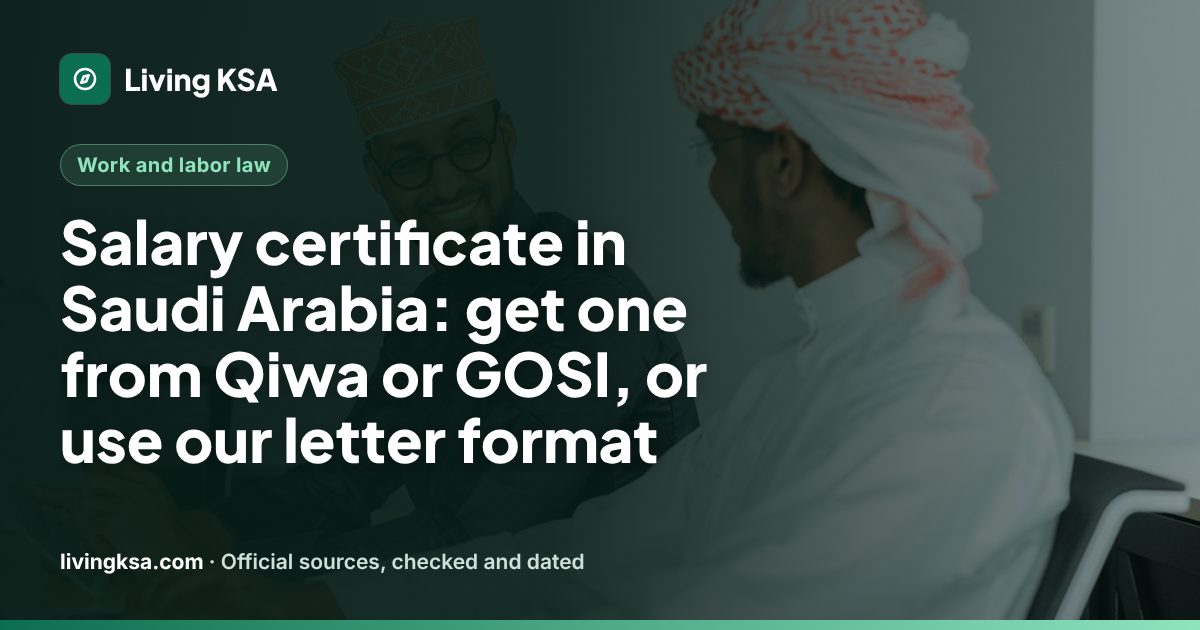 Living KSA
Work and labor law
Salary certificate in
Saudi Arabia: get one
from Qiwa or GOSI, or
use our letter format
livingksa.com · Official sources, checked and dated